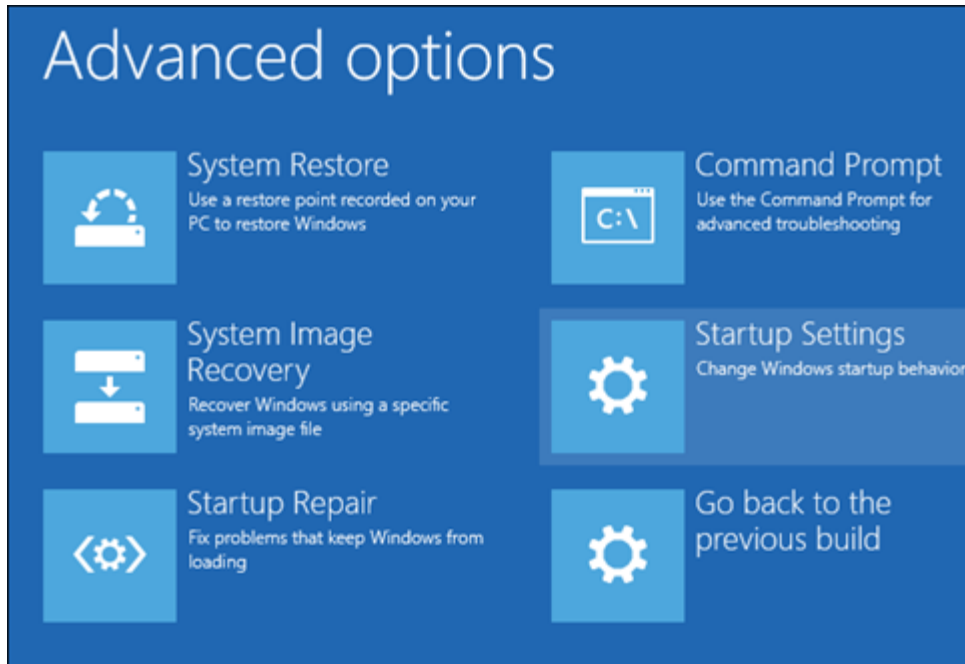 Advanced options
System Restore
Use a restore point recorded on your
PC to restore Windows
System Image
Recovery
Recover Windows using a specific
system image file
Startup Repair
Fix problems that keep Windows from
loading
C:\
Command Prompt
Use the Command Prompt for
advanced troubleshooting
Startup Settings
Change Windows startup behavior
Go back to the
previous build